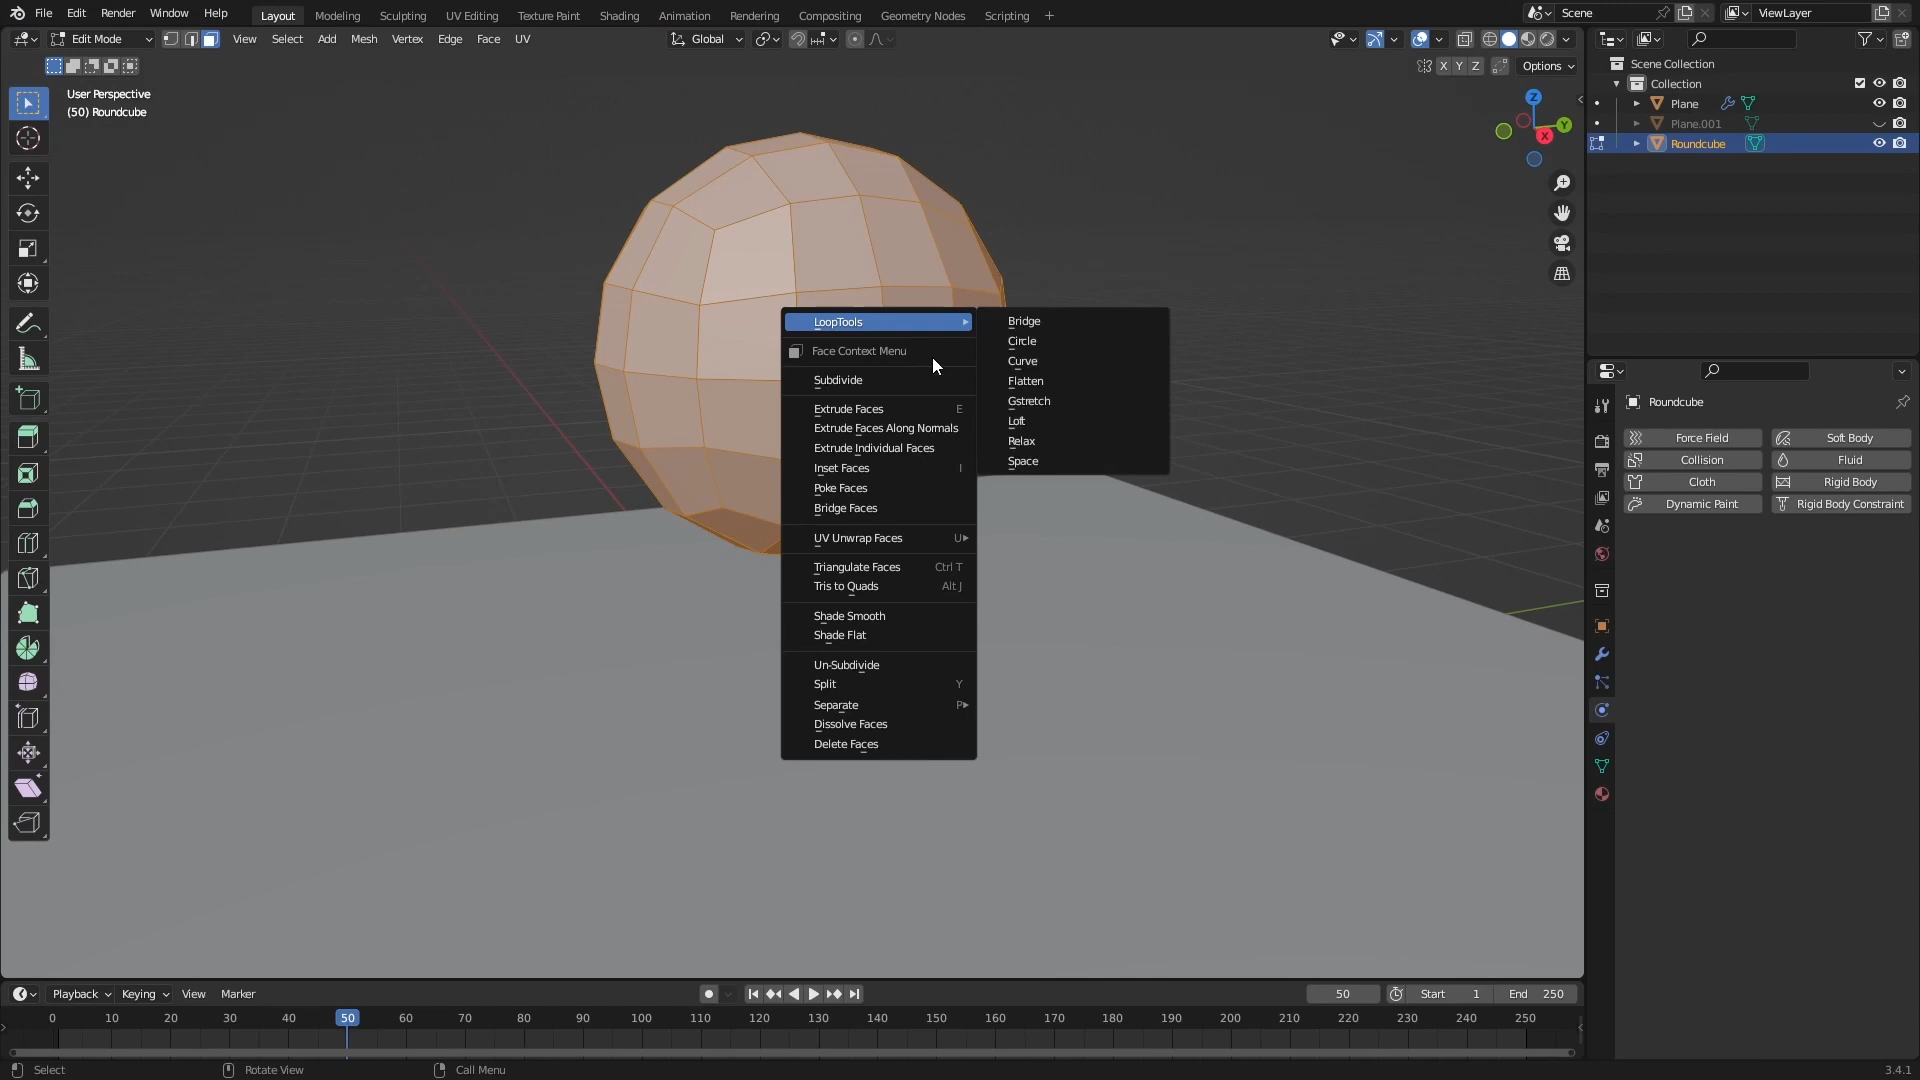 File Edit Render Window Help Layout Modeling Sculpting UV Editing Texture Paint Shading Animation Rendering Compositing Geometry Nodes Scripting + Scene ViewLayer
Edit Mode View Select Add Mesh Vertex Edge Face UV Global
X Y Z Options
User Perspective
(50) Roundcube
Z
Y
X
Scene Collection
Collection
Plane
Plane.001
Roundcube
LoopTools
Face Context Menu
Subdivide
Extrude Faces E
Extrude Faces Along Normals
Extrude Individual Faces
Inset Faces I
Poke Faces
Bridge Faces
UV Unwrap Faces U
Triangulate Faces Ctrl T
Tris to Quads Alt J
Shade Smooth
Shade Flat
Un-Subdivide
Split Y
Separate P
Dissolve Faces
Delete Faces
Bridge
Circle
Curve
Flatten
Gstretch
Loft
Relax
Space
Roundcube
Force Field Soft Body
Collision Fluid
Cloth Rigid Body
Dynamic Paint Rigid Body Constraint
Playback Keying View Marker 50 Start 1 End 250
0 10 20 30 40 50 60 70 80 90 100 110 120 130 140 150 160 170 180 190 200 210 220 230 240 250
Select Rotate View Call Menu 3.4.1